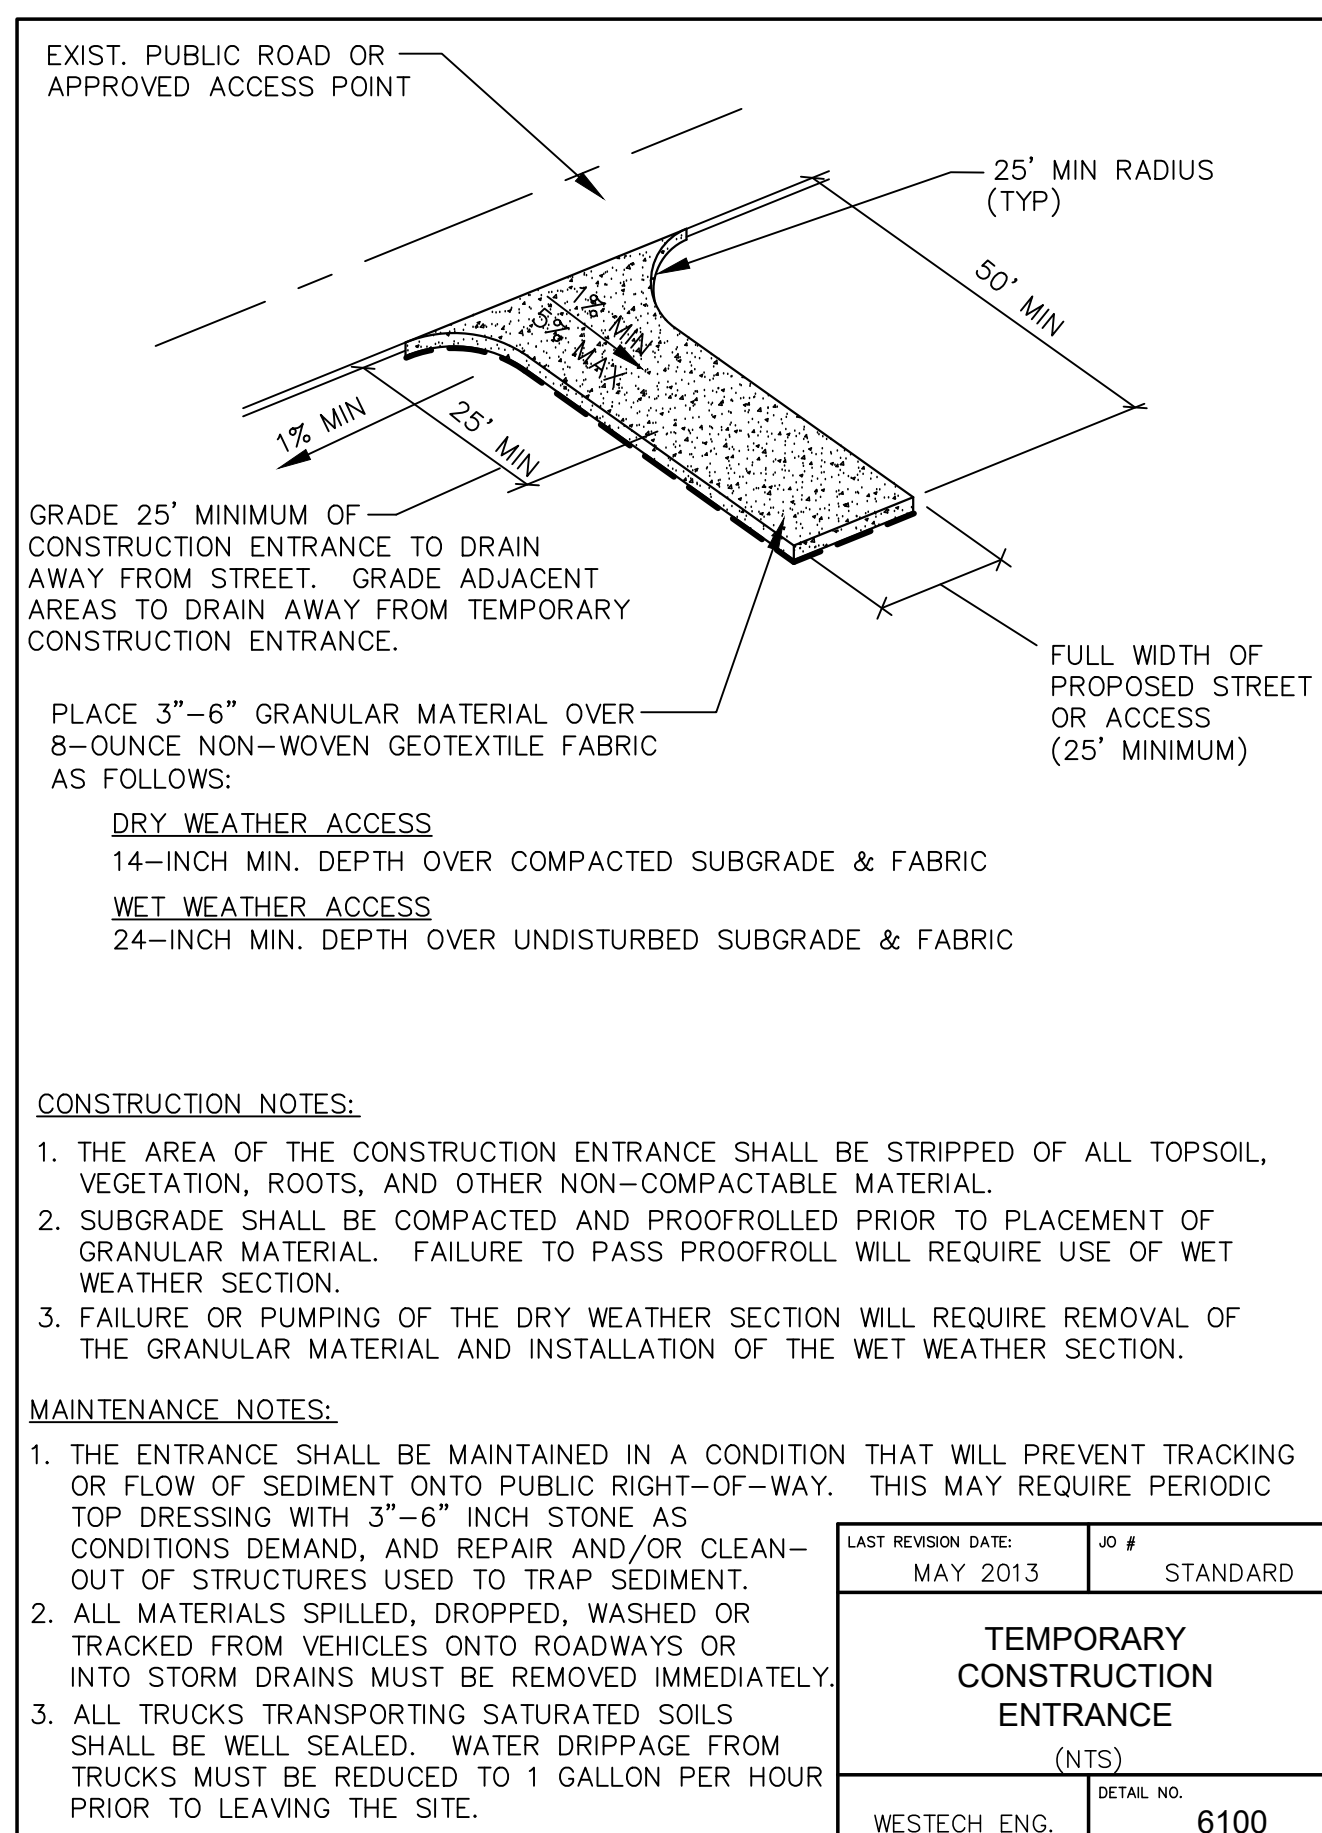 EXIST. PUBLIC ROAD OR
APPROVED ACCESS POINT
25' MIN RADIUS
(TYP)
50' MIN
1% MIN
5% MAX
1% MIN
25' MIN
GRADE 25' MINIMUM OF
CONSTRUCTION ENTRANCE TO DRAIN
AWAY FROM STREET. GRADE ADJACENT
AREAS TO DRAIN AWAY FROM TEMPORARY
CONSTRUCTION ENTRANCE.
FULL WIDTH OF
PROPOSED STREET
OR ACCESS
(25' MINIMUM)
PLACE 3"-6" GRANULAR MATERIAL OVER
8-OUNCE NON-WOVEN GEOTEXTILE FABRIC
AS FOLLOWS:
DRY WEATHER ACCESS
14-INCH MIN. DEPTH OVER COMPACTED SUBGRADE & FABRIC
WET WEATHER ACCESS
24-INCH MIN. DEPTH OVER UNDISTURBED SUBGRADE & FABRIC
CONSTRUCTION NOTES:
1. THE AREA OF THE CONSTRUCTION ENTRANCE SHALL BE STRIPPED OF ALL TOPSOIL,
VEGETATION, ROOTS, AND OTHER NON-COMPACTABLE MATERIAL.
2. SUBGRADE SHALL BE COMPACTED AND PROOFROLLED PRIOR TO PLACEMENT OF
GRANULAR MATERIAL. FAILURE TO PASS PROOFROLL WILL REQUIRE USE OF WET
WEATHER SECTION.
3. FAILURE OR PUMPING OF THE DRY WEATHER SECTION WILL REQUIRE REMOVAL OF
THE GRANULAR MATERIAL AND INSTALLATION OF THE WET WEATHER SECTION.
MAINTENANCE NOTES:
1. THE ENTRANCE SHALL BE MAINTAINED IN A CONDITION THAT WILL PREVENT TRACKING
OR FLOW OF SEDIMENT ONTO PUBLIC RIGHT-OF-WAY. THIS MAY REQUIRE PERIODIC
TOP DRESSING WITH 3"-6" INCH STONE AS
CONDITIONS DEMAND, AND REPAIR AND/OR CLEAN-
OUT OF STRUCTURES USED TO TRAP SEDIMENT.
2. ALL MATERIALS SPILLED, DROPPED, WASHED OR
TRACKED FROM VEHICLES ONTO ROADWAYS OR
INTO STORM DRAINS MUST BE REMOVED IMMEDIATELY.
3. ALL TRUCKS TRANSPORTING SATURATED SOILS
SHALL BE WELL SEALED. WATER DRIPPAGE FROM
TRUCKS MUST BE REDUCED TO 1 GALLON PER HOUR
PRIOR TO LEAVING THE SITE.
LAST REVISION DATE:
MAY 2013
JO #
STANDARD
TEMPORARY
CONSTRUCTION
ENTRANCE
(NTS)
WESTECH ENG.
DETAIL NO.
6100